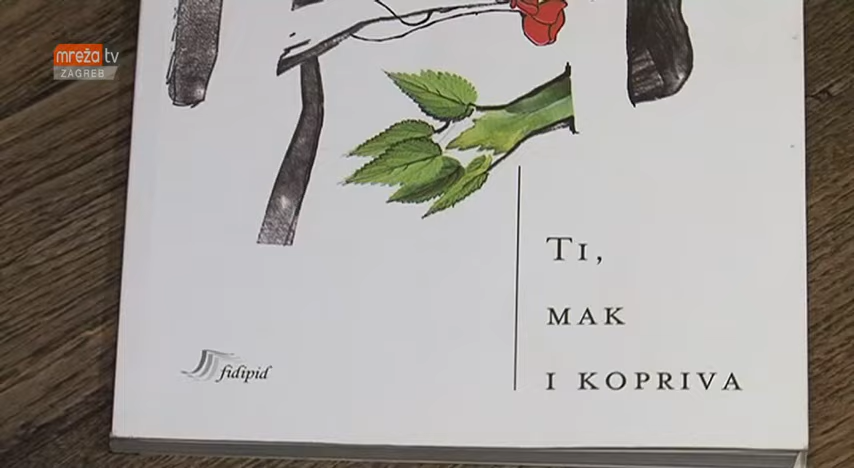 mreža tv
ZAGREB
TI,
MAK
I KOPRIVA
fidipid